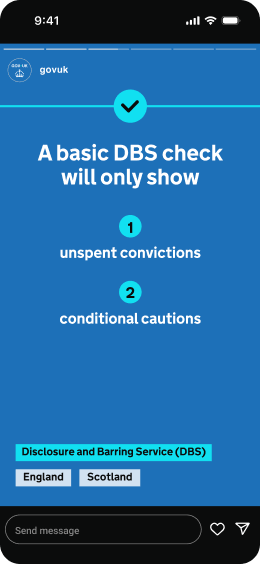 9:41
GOV UK
govuk
A basic DBS check
will only show
1
unspent convictions
2
conditional cautions
Disclosure and Barring Service (DBS)
England
Scotland
Send message